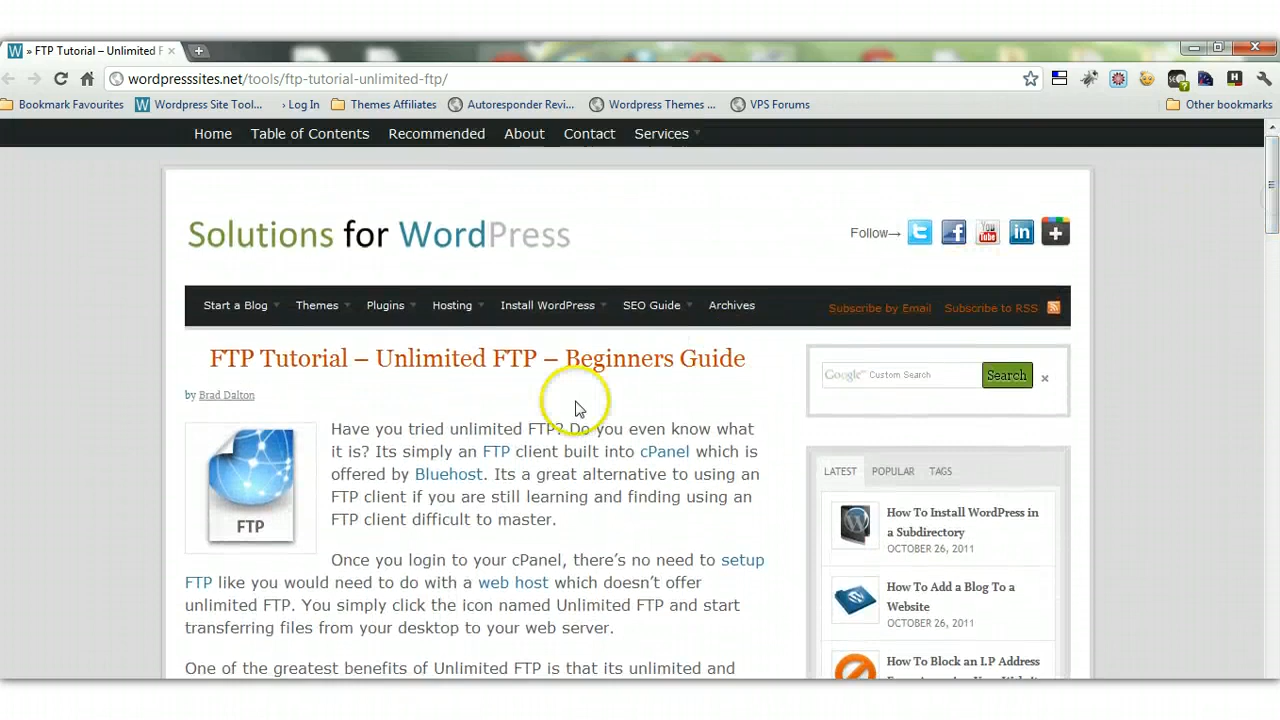 » FTP Tutorial – Unlimited F
wordpresssites.net/tools/ftp-tutorial-unlimited-ftp/
Bookmark Favourites Wordpress Site Tool... › Log In Themes Affiliates Autoresponder Revi... Wordpress Themes ... VPS Forums Other bookmarks
Home Table of Contents Recommended About Contact Services
Solutions for WordPress
Follow→
Start a Blog Themes Plugins Hosting Install WordPress SEO Guide Archives Subscribe by Email Subscribe to RSS
FTP Tutorial – Unlimited FTP – Beginners Guide
by Brad Dalton
FTP
Have you tried unlimited FTP? Do you even know what
it is? Its simply an FTP client built into cPanel which is
offered by Bluehost. Its a great alternative to using an
FTP client if you are still learning and finding using an
FTP client difficult to master.
Once you login to your cPanel, there's no need to setup
FTP like you would need to do with a web host which doesn't offer
unlimited FTP. You simply click the icon named Unlimited FTP and start
transferring files from your desktop to your web server.
One of the greatest benefits of Unlimited FTP is that its unlimited and
Google™ Custom Search Search
LATEST POPULAR TAGS
How To Install WordPress in
a Subdirectory
OCTOBER 26, 2011
How To Add a Blog To a
Website
OCTOBER 26, 2011
How To Block an I.P Address